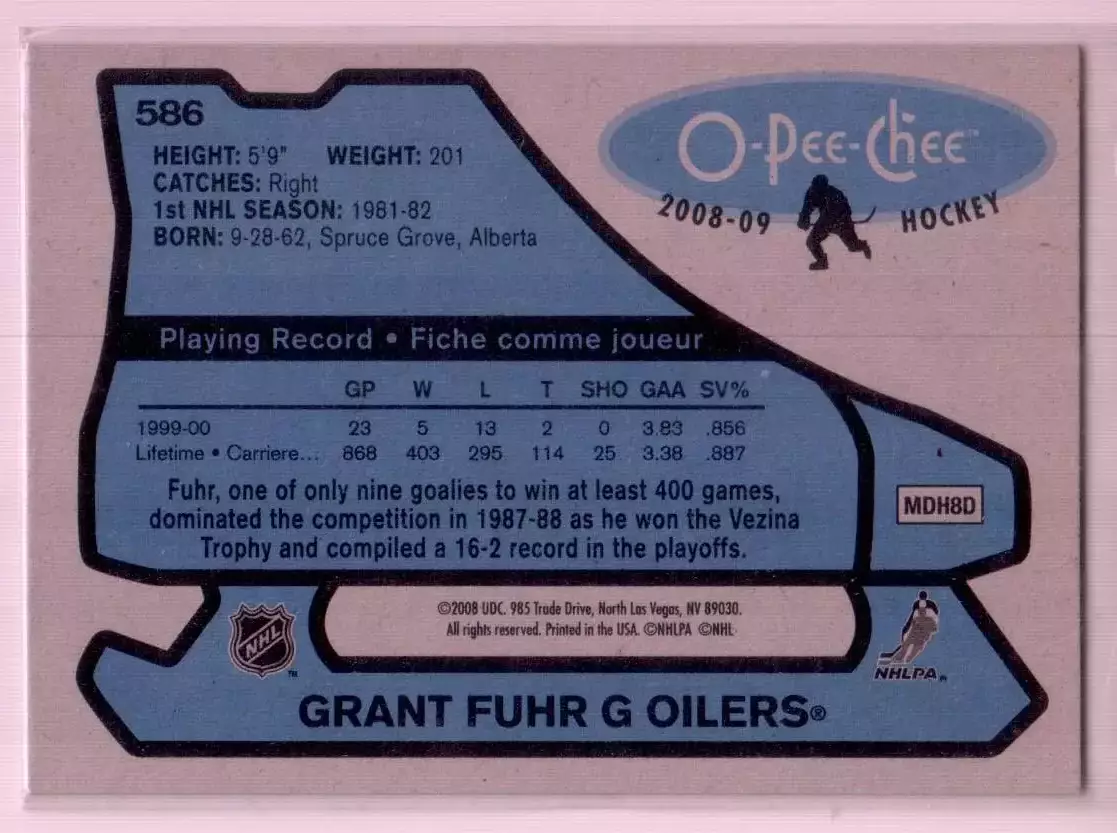 586
HEIGHT: 5'9" WEIGHT: 201
CATCHES: Right
1st NHL SEASON: 1981-82
BORN: 9-28-62, Spruce Grove, Alberta
O-Pee-Chee™
2008-09 HOCKEY
Playing Record • Fiche comme joueur
GP W L T SHO GAA SV%
1999-00 23 5 13 2 0 3.83 .856
Lifetime • Carriere... 868 403 295 114 25 3.38 .887
Fuhr, one of only nine goalies to win at least 400 games,
dominated the competition in 1987-88 as he won the Vezina
Trophy and compiled a 16-2 record in the playoffs.
MDH8D
©2008 UDC. 985 Trade Drive, North Las Vegas, NV 89030.
All rights reserved. Printed in the USA. ©NHLPA ©NHL
NHL™
NHLPA
GRANT FUHR G OILERS®